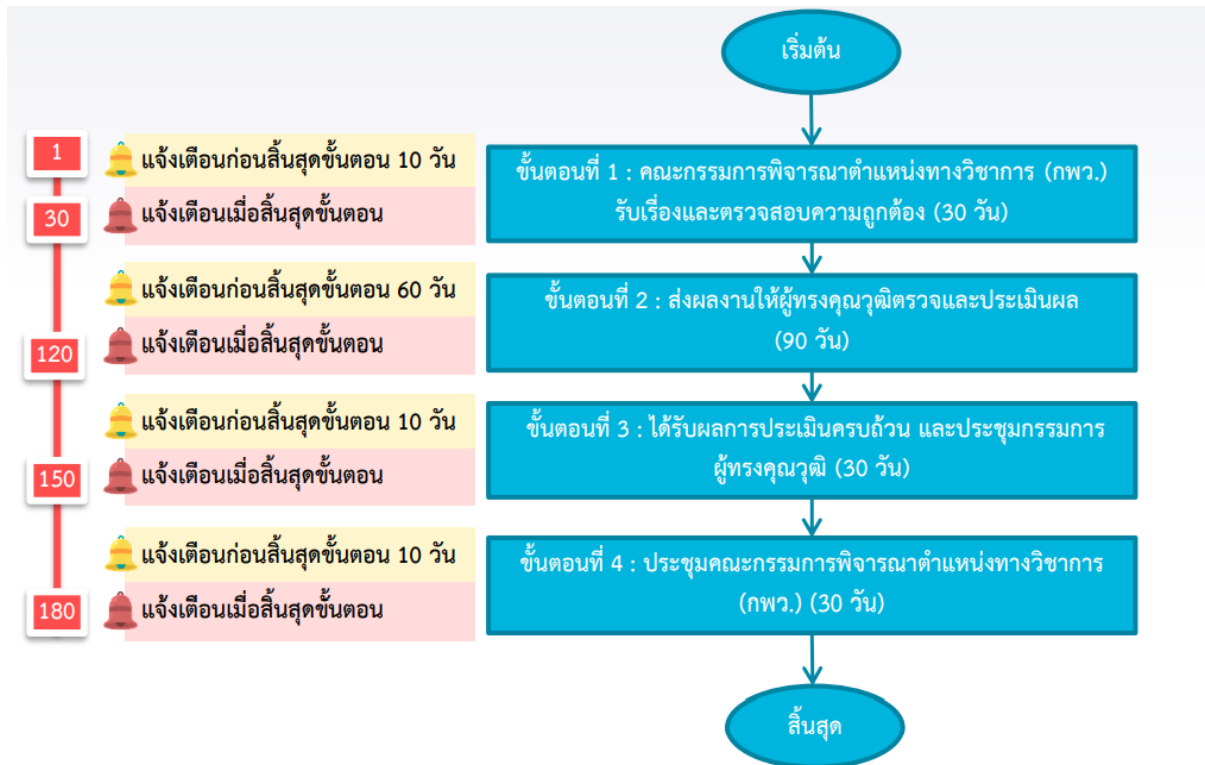 เริ่มต้น
1
แจ้งเตือนก่อนสิ้นสุดขั้นตอน 10 วัน
30
แจ้งเตือนเมื่อสิ้นสุดขั้นตอน
ขั้นตอนที่ 1 : คณะกรรมการพิจารณาตำแหน่งทางวิชาการ (กพว.)
รับเรื่องและตรวจสอบความถูกต้อง (30 วัน)
แจ้งเตือนก่อนสิ้นสุดขั้นตอน 60 วัน
120
แจ้งเตือนเมื่อสิ้นสุดขั้นตอน
ขั้นตอนที่ 2 : ส่งผลงานให้ผู้ทรงคุณวุฒิตรวจและประเมินผล
(90 วัน)
แจ้งเตือนก่อนสิ้นสุดขั้นตอน 10 วัน
150
แจ้งเตือนเมื่อสิ้นสุดขั้นตอน
ขั้นตอนที่ 3 : ได้รับผลการประเมินครบถ้วน และประชุมกรรมการ
ผู้ทรงคุณวุฒิ (30 วัน)
แจ้งเตือนก่อนสิ้นสุดขั้นตอน 10 วัน
180
แจ้งเตือนเมื่อสิ้นสุดขั้นตอน
ขั้นตอนที่ 4 : ประชุมคณะกรรมการพิจารณาตำแหน่งทางวิชาการ
(กพว.) (30 วัน)
สิ้นสุด